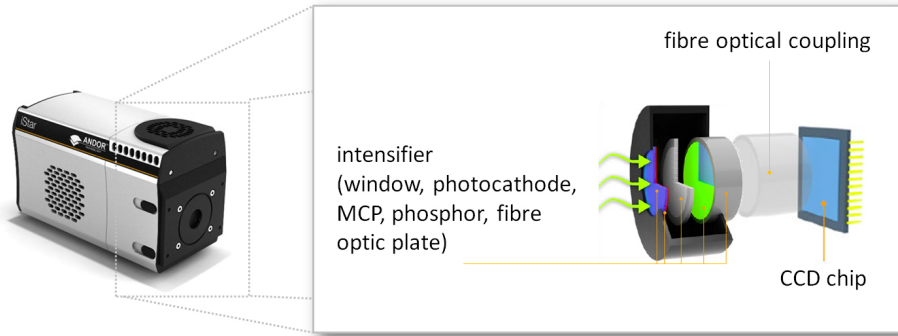 fibre optical coupling
iStar
ANDOR
intensifier
(window, photocathode,
MCP, phosphor, fibre
optic plate)
CCD chip